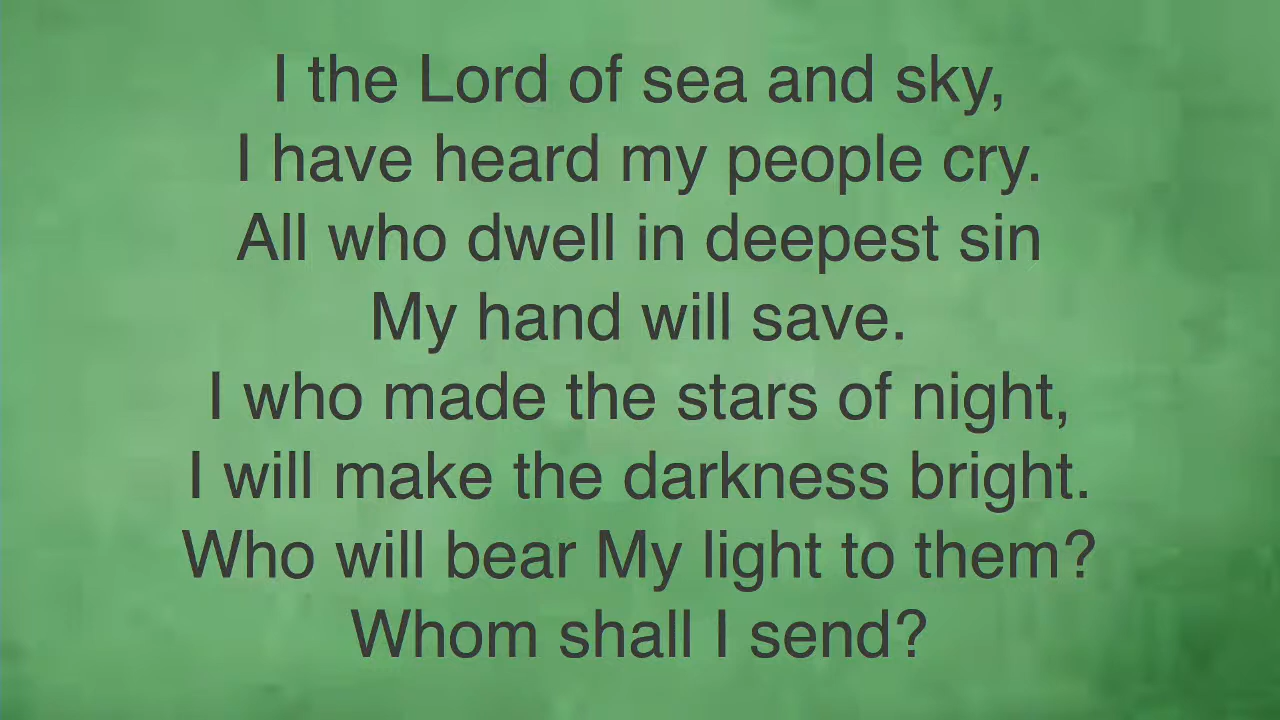 I the Lord of sea and sky,
I have heard my people cry.
All who dwell in deepest sin
My hand will save.
I who made the stars of night,
I will make the darkness bright.
Who will bear My light to them?
Whom shall I send?